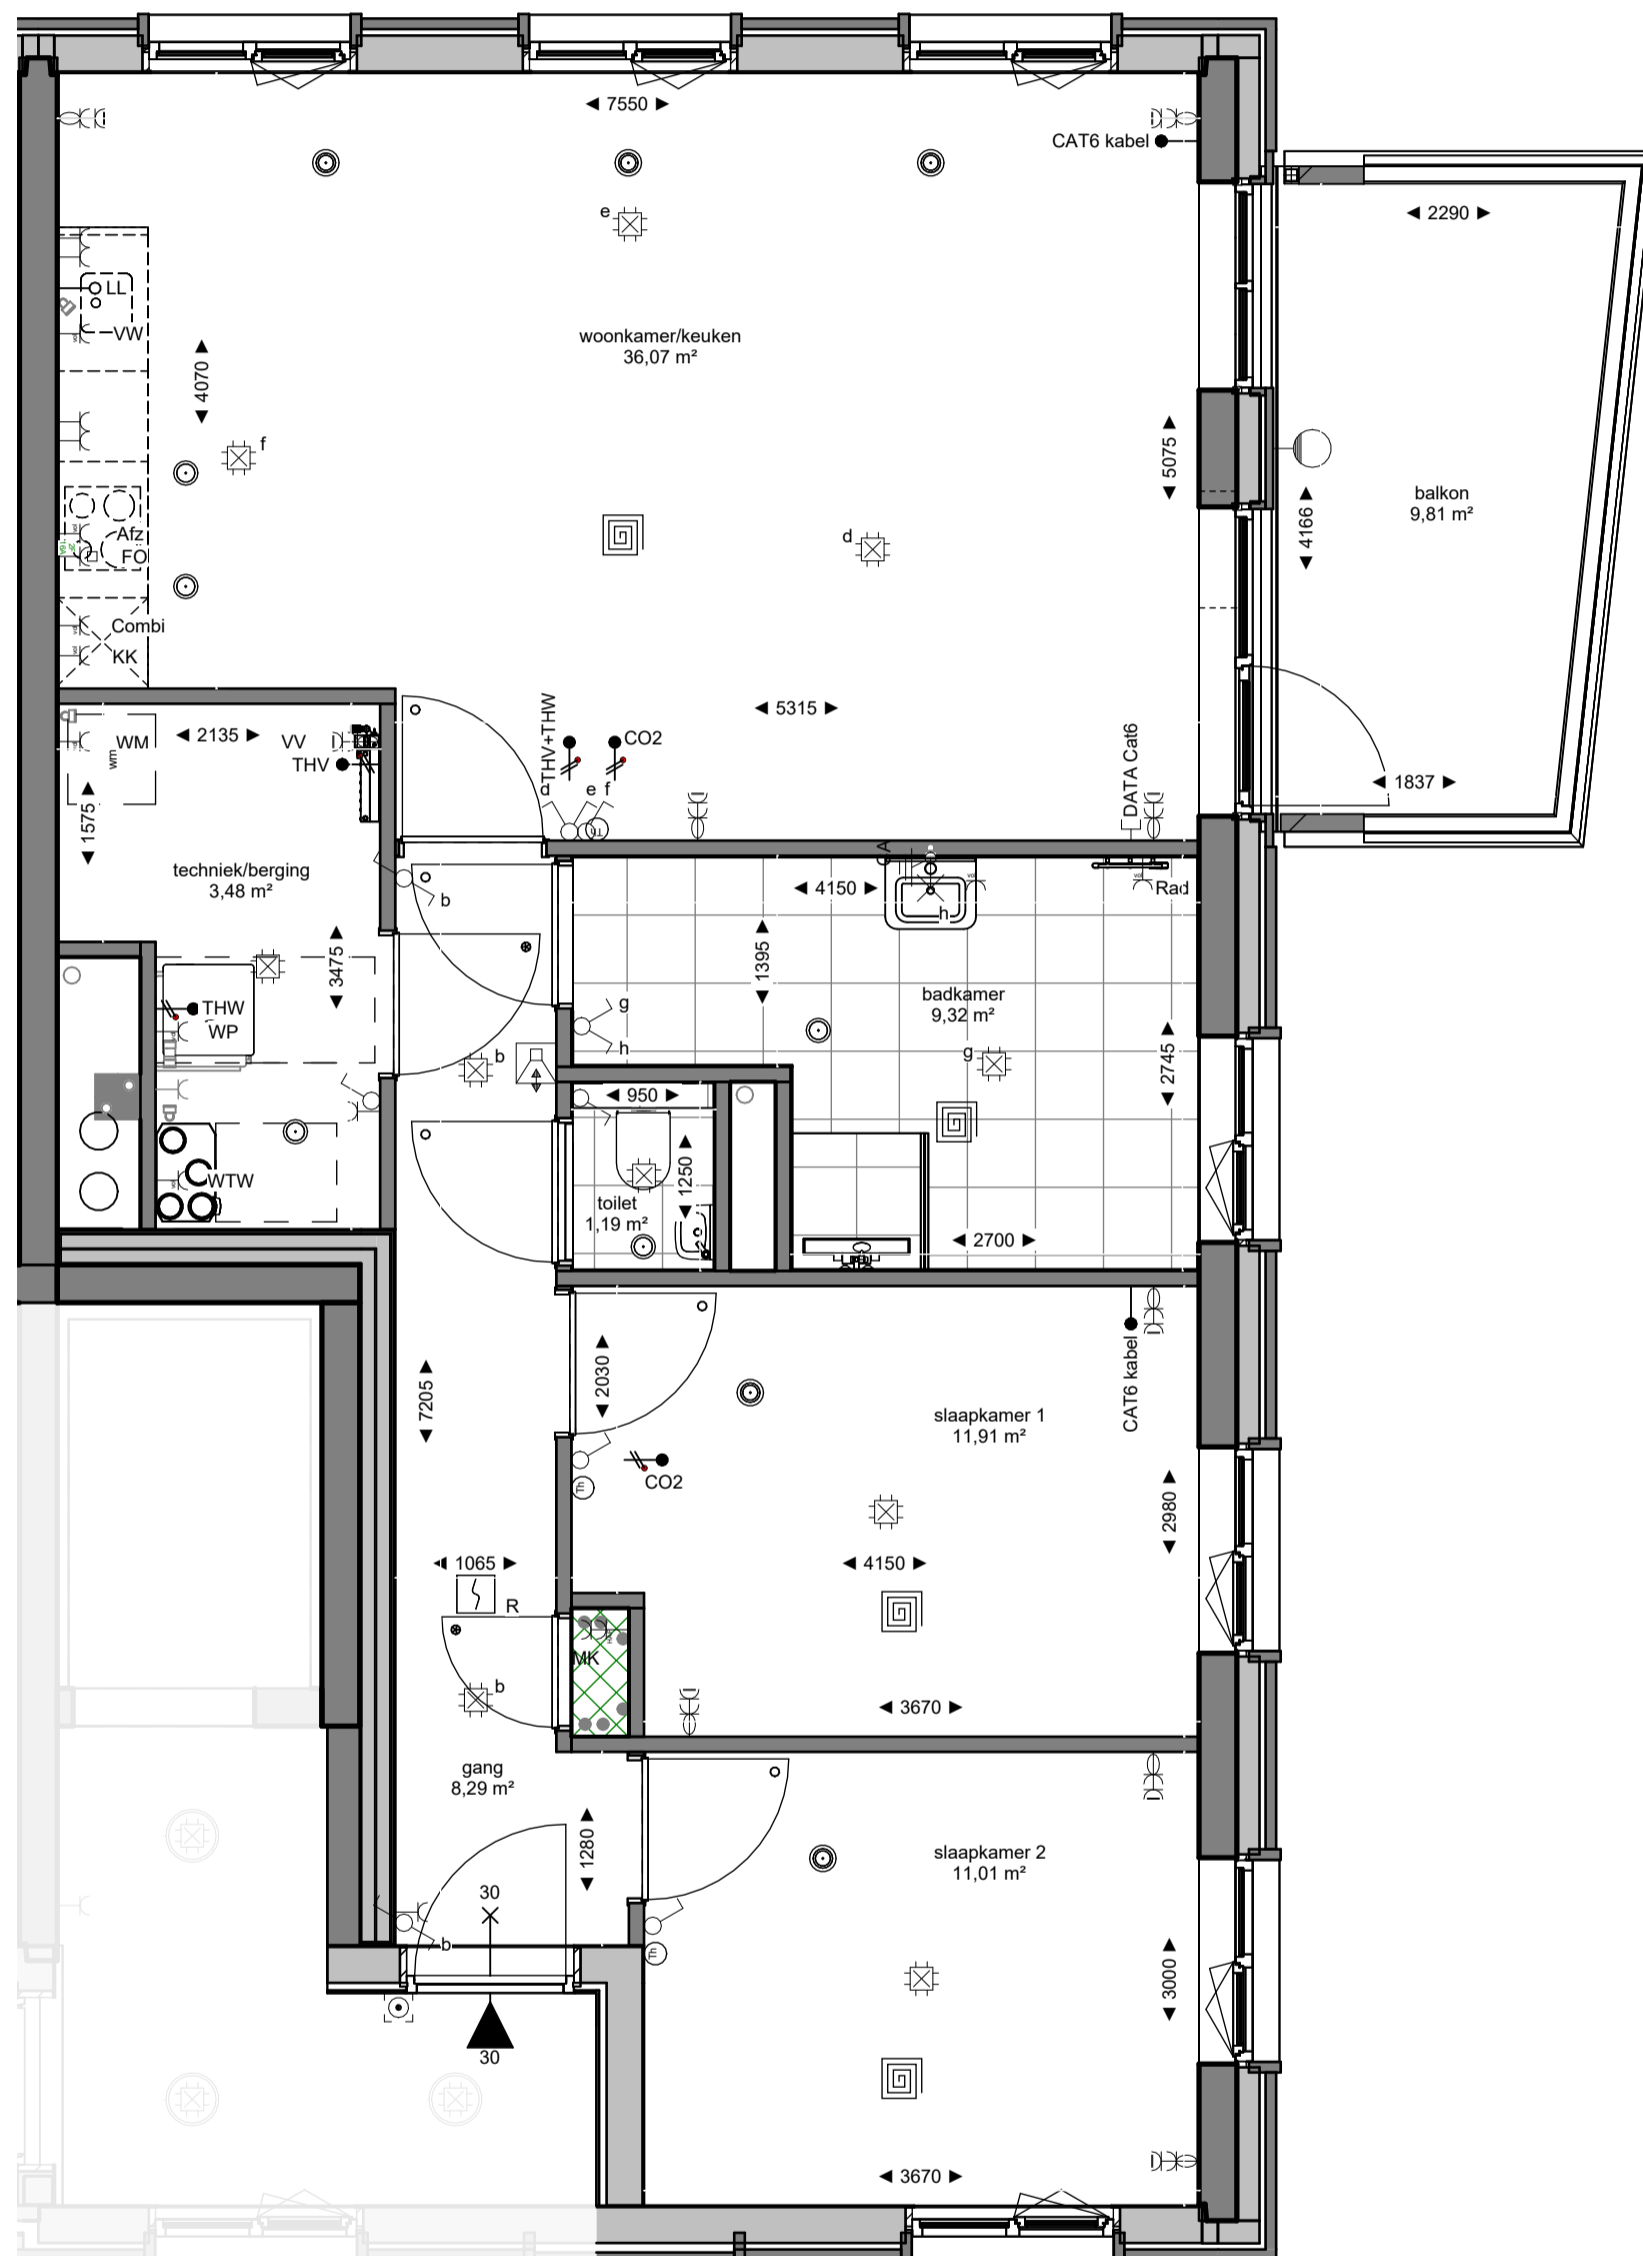 ◄ 7550 ►
CAT6 kabel
◄ 2290 ►
e
LL
VW
woonkamer/keuken
36,07 m²
◄ 4070 ►
f
◄ 5075 ►
d
balkon
9,81 m²
◄ 4166 ►
Afz
FO
Combi
KK
◄ 5315 ►
◄ 1837 ►
THV+THW
CO2
d
e f
DATA Cat6
WM
wm
◄ 2135 ►
VV
THV
◄ 1575 ►
techniek/berging
3,48 m²
b
◄ 4150 ►
A
h
Rad
◄ 1395 ►
◄ 3475 ►
THW
WP
badkamer
9,32 m²
g
h
g
b
◄ 2745 ►
◄ 950 ►
◄ 1250 ►
toilet
1,19 m²
WTW
◄ 2700 ►
◄ 7205 ►
◄ 2030 ►
CAT6 kabel
slaapkamer 1
11,91 m²
Th
CO2
◄ 2980 ►
◄ 1065 ►
◄ 4150 ►
R
MK
b
◄ 3670 ►
gang
8,29 m²
◄ 1280 ►
slaapkamer 2
11,01 m²
30
b
Th
◄ 3000 ►
30
◄ 3670 ►